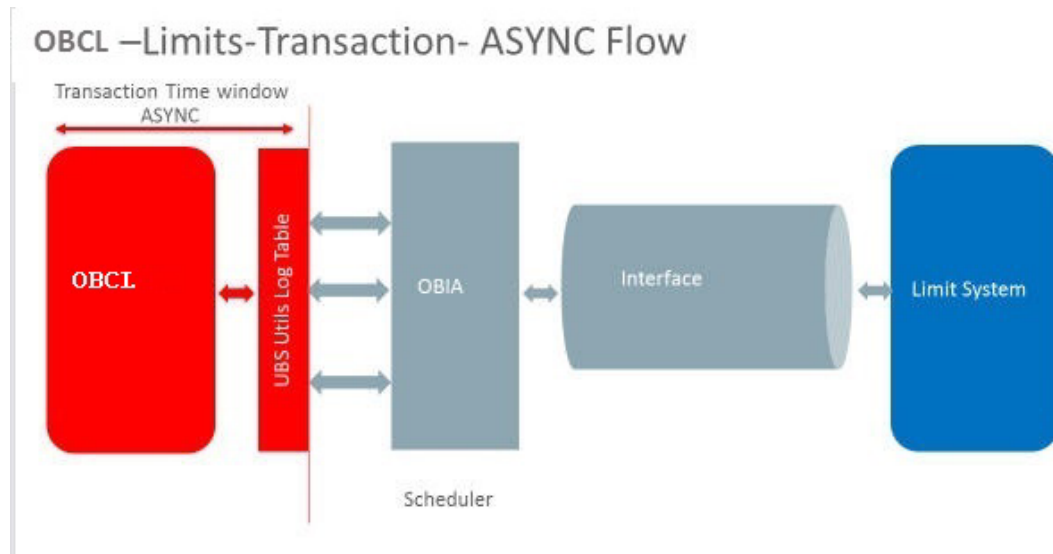 OBCL –Limits-Transaction- ASYNC Flow
Transaction Time window
ASYNC
OBCL
UBS Utils Log Table
OBIA
Interface
Limit System
Scheduler